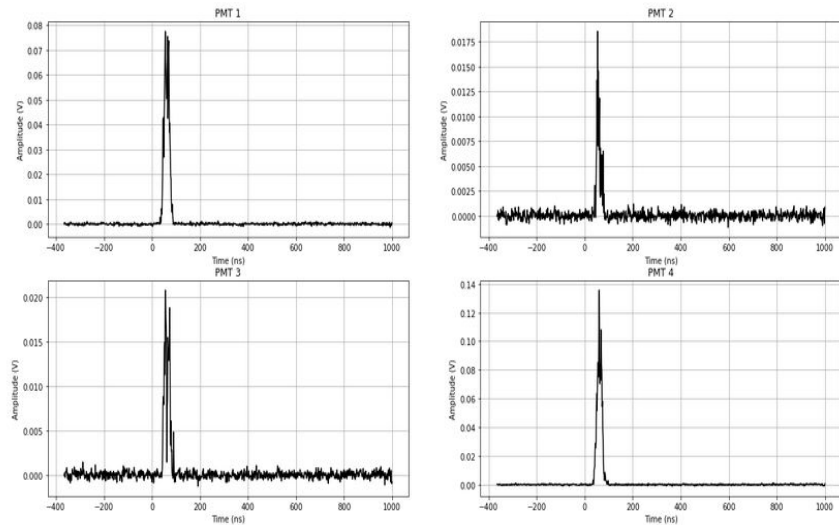 PMT 1
Amplitude (V)
0.08
0.07
0.06
0.05
0.04
0.03
0.02
0.01
0.00
−400 −200 0 200 400 600 800 1000
Time (ns)
PMT 2
Amplitude (V)
0.0175
0.0150
0.0125
0.0100
0.0075
0.0050
0.0025
0.0000
−400 −200 0 200 400 600 800 1000
Time (ns)
PMT 3
Amplitude (V)
0.020
0.015
0.010
0.005
0.000
−400 −200 0 200 400 600 800 1000
Time (ns)
PMT 4
Amplitude (V)
0.14
0.12
0.10
0.08
0.06
0.04
0.02
0.00
−400 −200 0 200 400 600 800 1000
Time (ns)